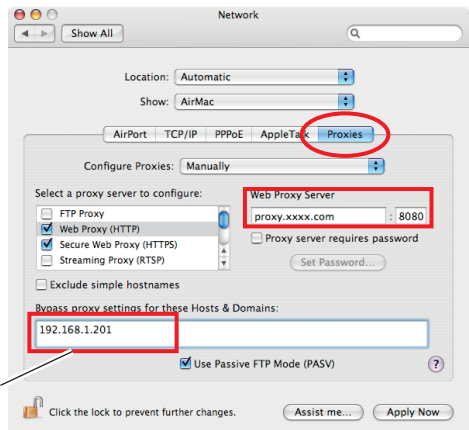 Network
Show All
Location: Automatic
Show: AirMac
AirPort TCP/IP PPPoE AppleTalk Proxies
Configure Proxies: Manually
Select a proxy server to configure:
Web Proxy Server
FTP Proxy
proxy.xxxx.com : 8080
Web Proxy (HTTP)
Secure Web Proxy (HTTPS)
Proxy server requires password
Streaming Proxy (RTSP)
Set Password...
Exclude simple hostnames
Bypass proxy settings for these Hosts & Domains:
192.168.1.201
Use Passive FTP Mode (PASV)
?
Click the lock to prevent further changes.
Assist me...
Apply Now